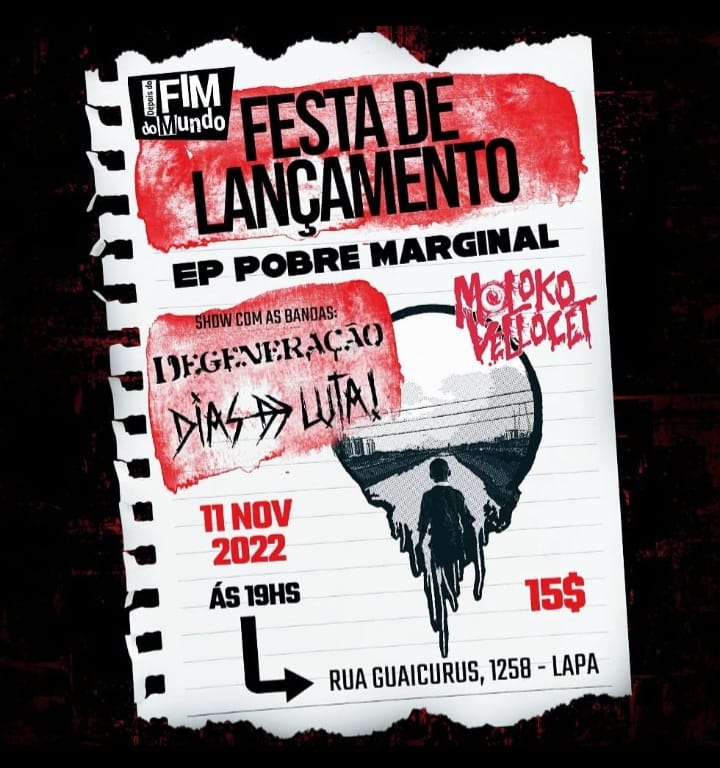 Depois do
FIM
do Mundo
FESTA DE
LANÇAMENTO
EP POBRE MARGINAL
MOLOKO
VELLOCET
SHOW COM AS BANDAS:
DEGENERAÇÃO
DIAS DE LUTA!
11 NOV
2022
ÁS 19HS
15$
RUA GUAICURUS, 1258 - LAPA